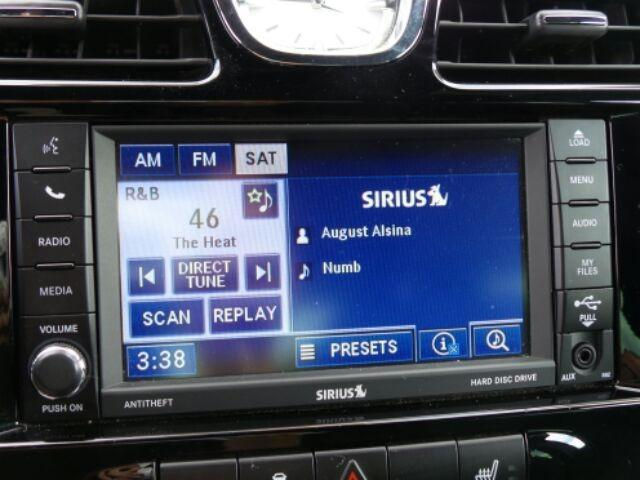 LOAD
AM FM SAT
R&B
SIRIUS
46
August Alsina
The Heat
DIRECT TUNE
Numb
SCAN REPLAY
3:38
PRESETS
RADIO
MEDIA
VOLUME
PUSH ON
MENU
AUDIO
MY FILES
PULL
AUX
ANTITHEFT
SIRIUS
HARD DISC DRIVE